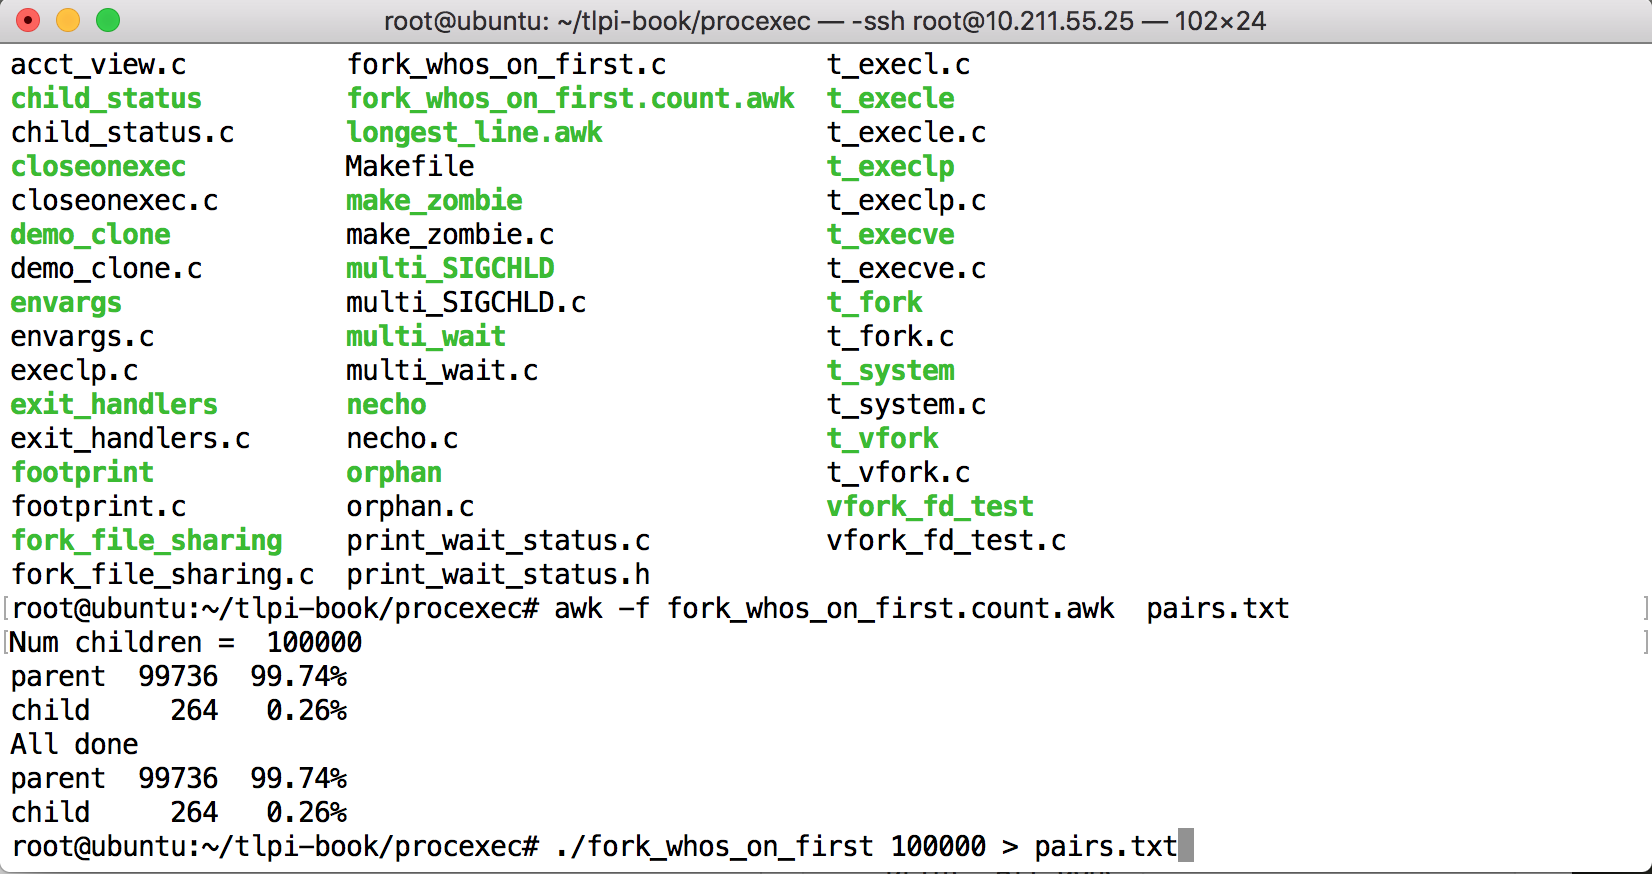 root@ubuntu: ~/tlpi-book/procexec — -ssh root@10.211.55.25 — 102×24
acct_view.c          fork_whos_on_first.c          t_execl.c
child_status         fork_whos_on_first.count.awk  t_execle
child_status.c       longest_line.awk              t_execle.c
closeonexec          Makefile                      t_execlp
closeonexec.c        make_zombie                   t_execlp.c
demo_clone           make_zombie.c                 t_execve
demo_clone.c         multi_SIGCHLD                 t_execve.c
envargs              multi_SIGCHLD.c               t_fork
envargs.c            multi_wait                    t_fork.c
execlp.c             multi_wait.c                  t_system
exit_handlers        necho                         t_system.c
exit_handlers.c      necho.c                       t_vfork
footprint            orphan                        t_vfork.c
footprint.c          orphan.c                      vfork_fd_test
fork_file_sharing    print_wait_status.c           vfork_fd_test.c
fork_file_sharing.c  print_wait_status.h
[root@ubuntu:~/tlpi-book/procexec# awk -f fork_whos_on_first.count.awk  pairs.txt ]
[Num children =  100000 ]
parent  99736  99.74%
child     264   0.26%
All done
parent  99736  99.74%
child     264   0.26%
root@ubuntu:~/tlpi-book/procexec# ./fork_whos_on_first 100000 > pairs.txt